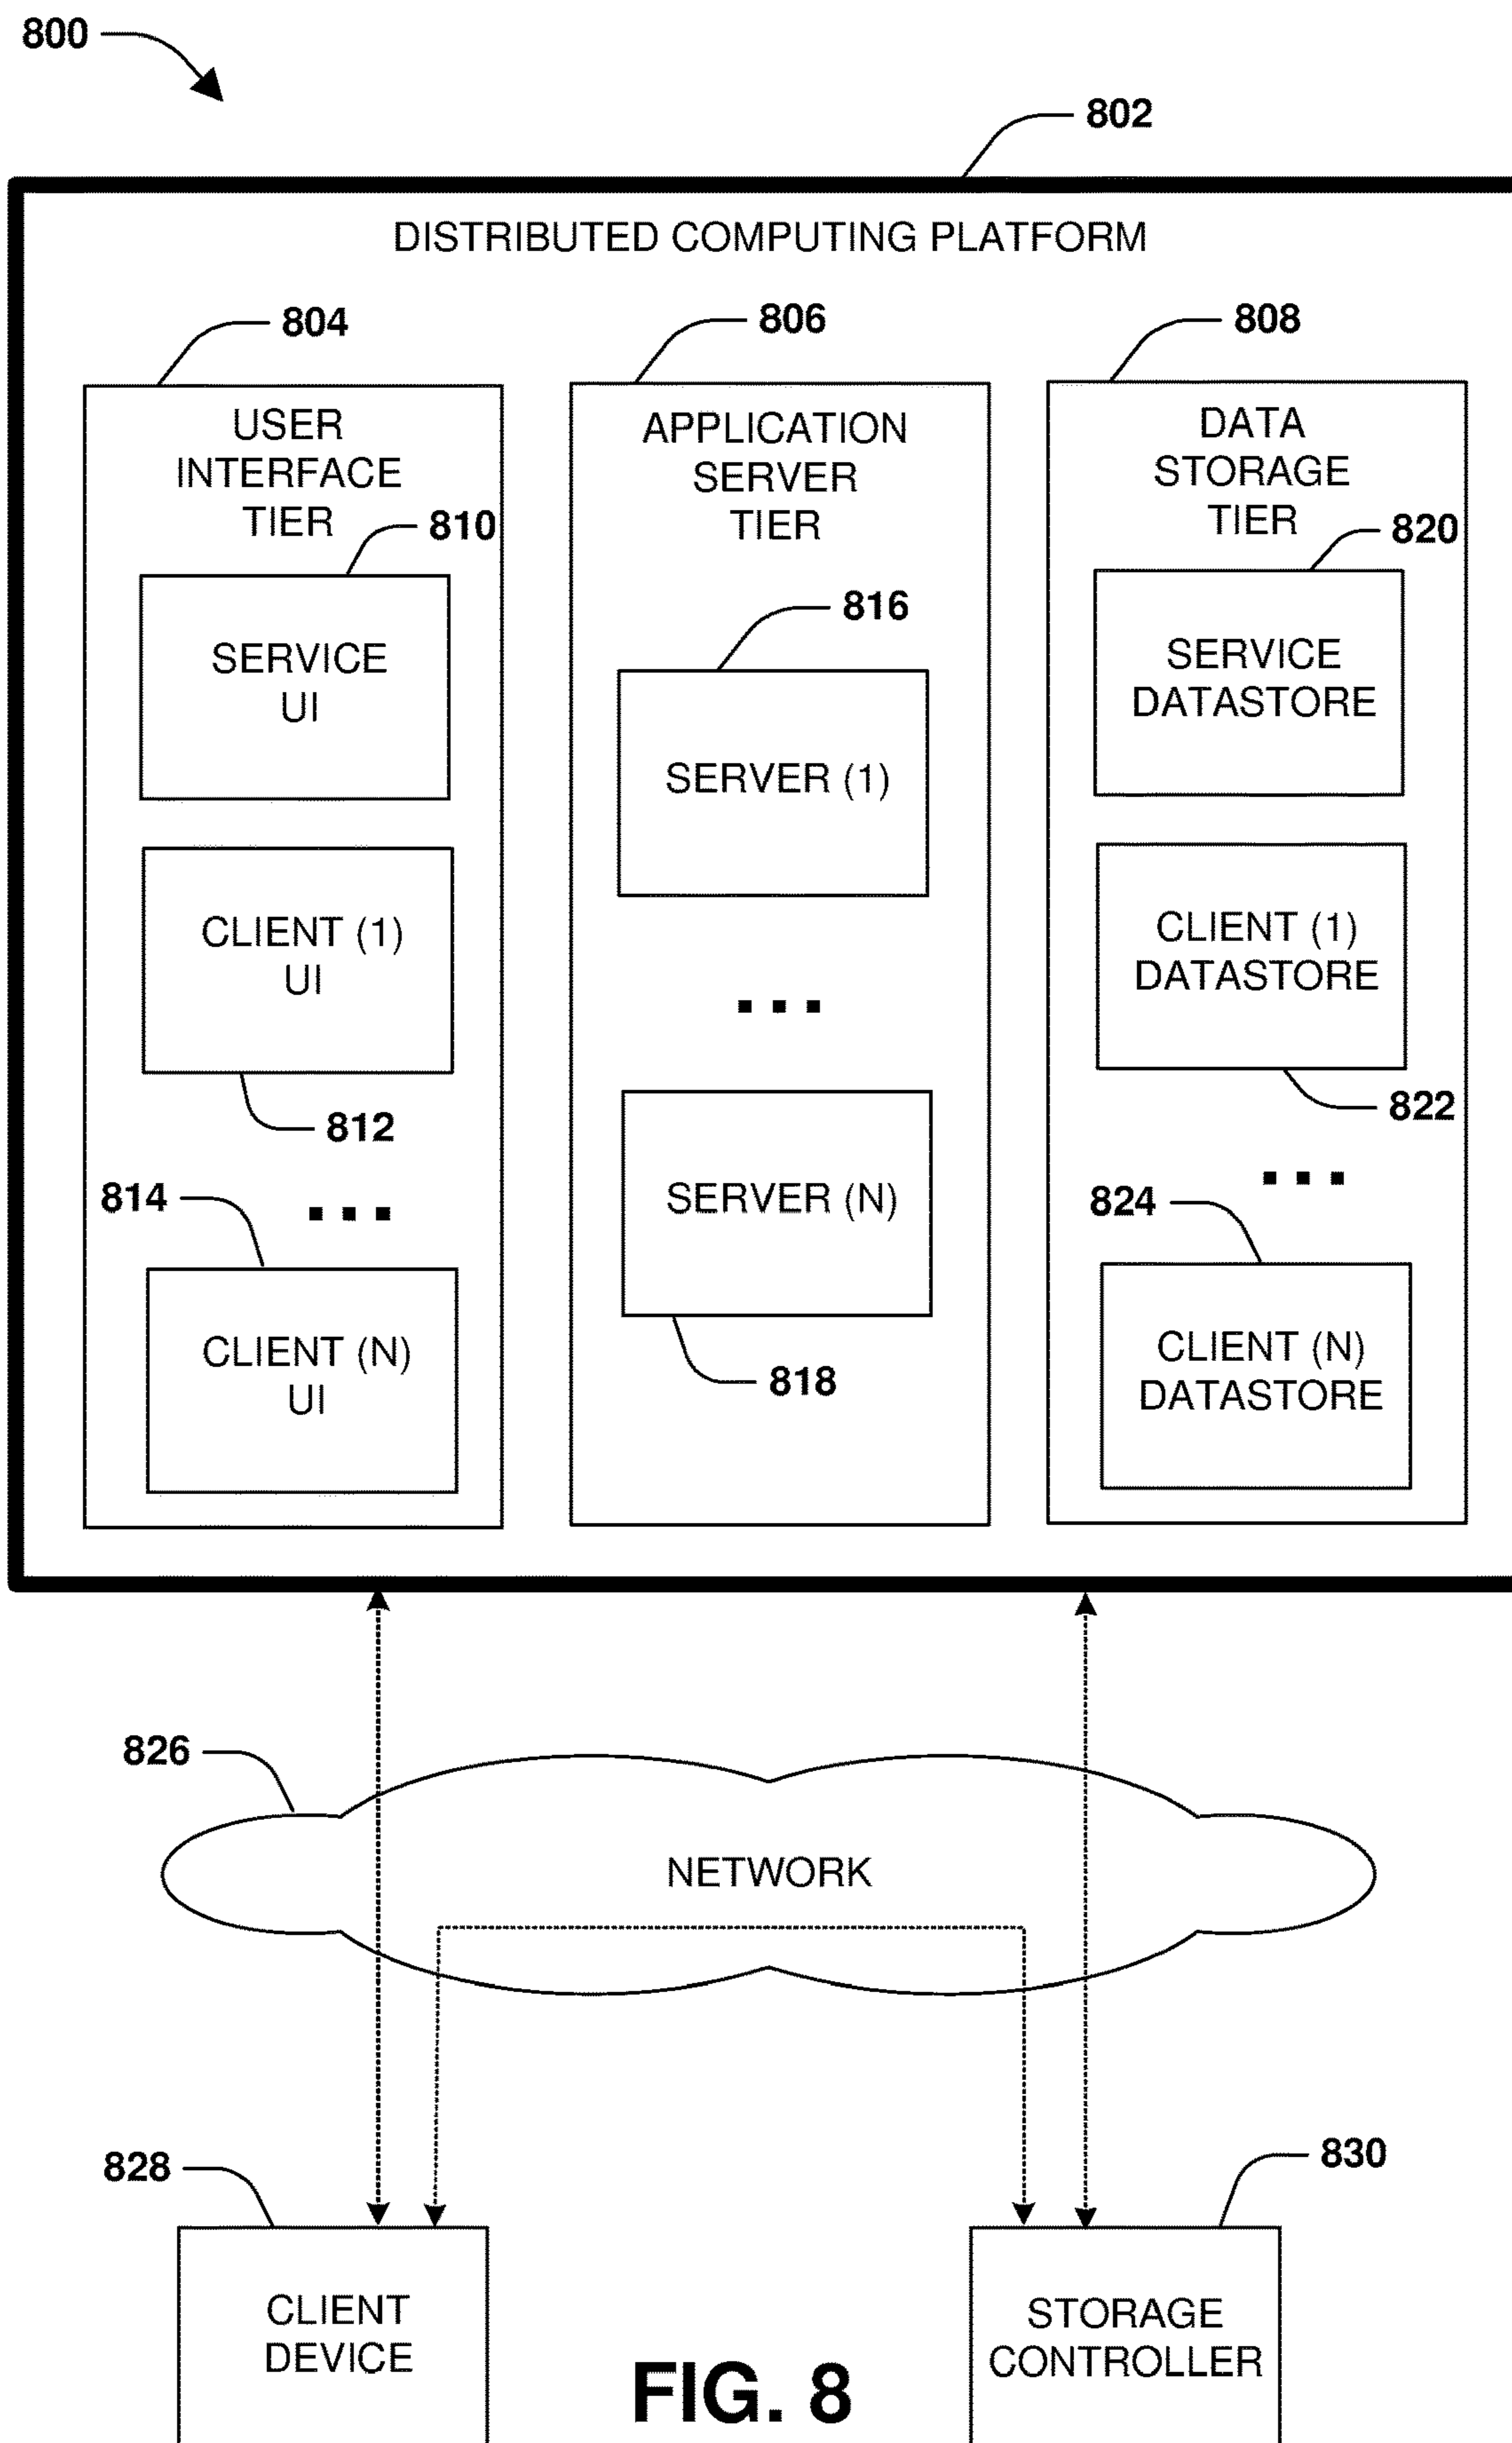 800
802
DISTRIBUTED COMPUTING PLATFORM
804
USER
INTERFACE
TIER
810
SERVICE
UI
CLIENT (1)
UI
812
814
...
CLIENT (N)
UI
806
APPLICATION
SERVER
TIER
816
SERVER (1)
...
SERVER (N)
818
808
DATA
STORAGE
TIER
820
SERVICE
DATASTORE
CLIENT (1)
DATASTORE
822
...
824
CLIENT (N)
DATASTORE
826
NETWORK
828
CLIENT
DEVICE
830
STORAGE
CONTROLLER
FIG. 8